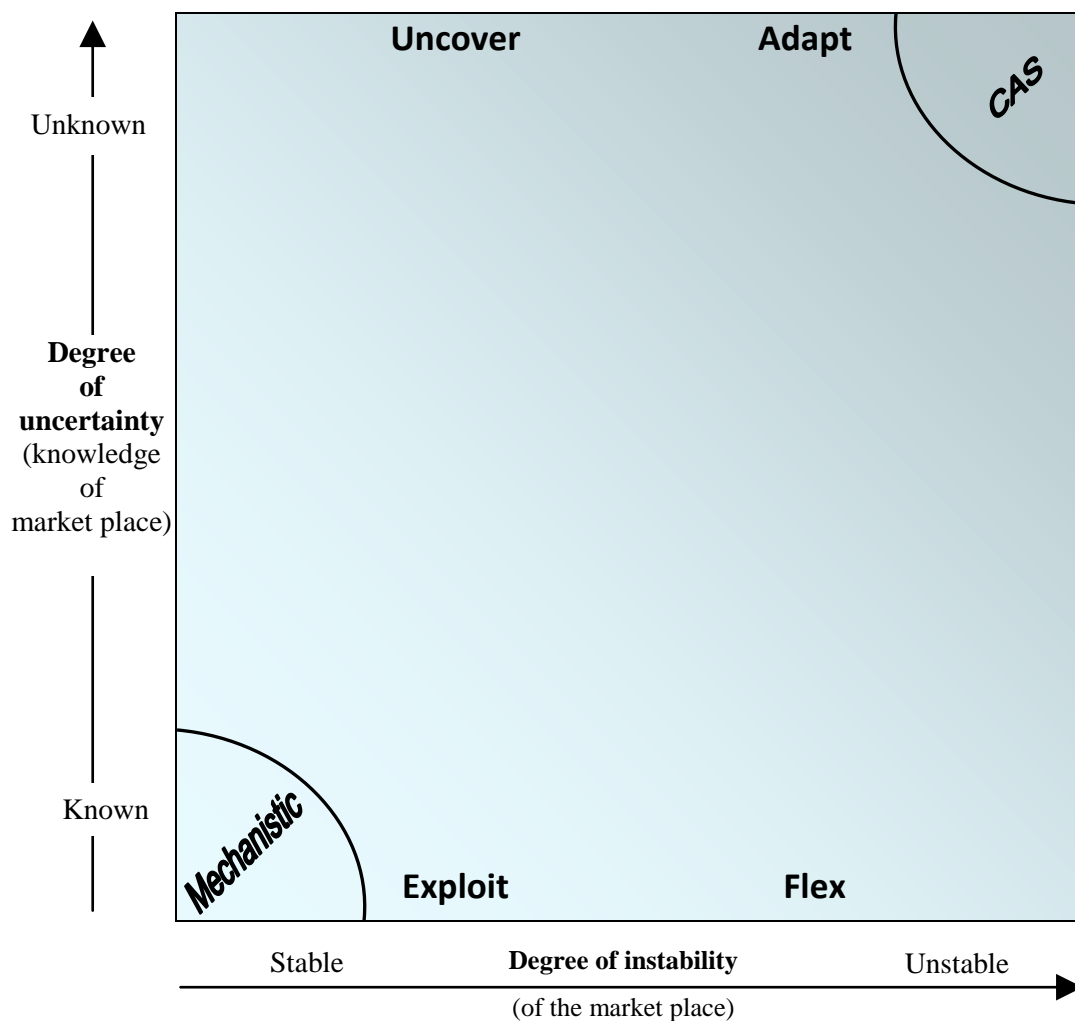 Uncover
Adapt
CAS
Unknown
Degree
of
uncertainty
(knowledge
of
market place)
Known
Mechanistic
Exploit
Flex
Stable
Degree of instability
Unstable
(of the market place)